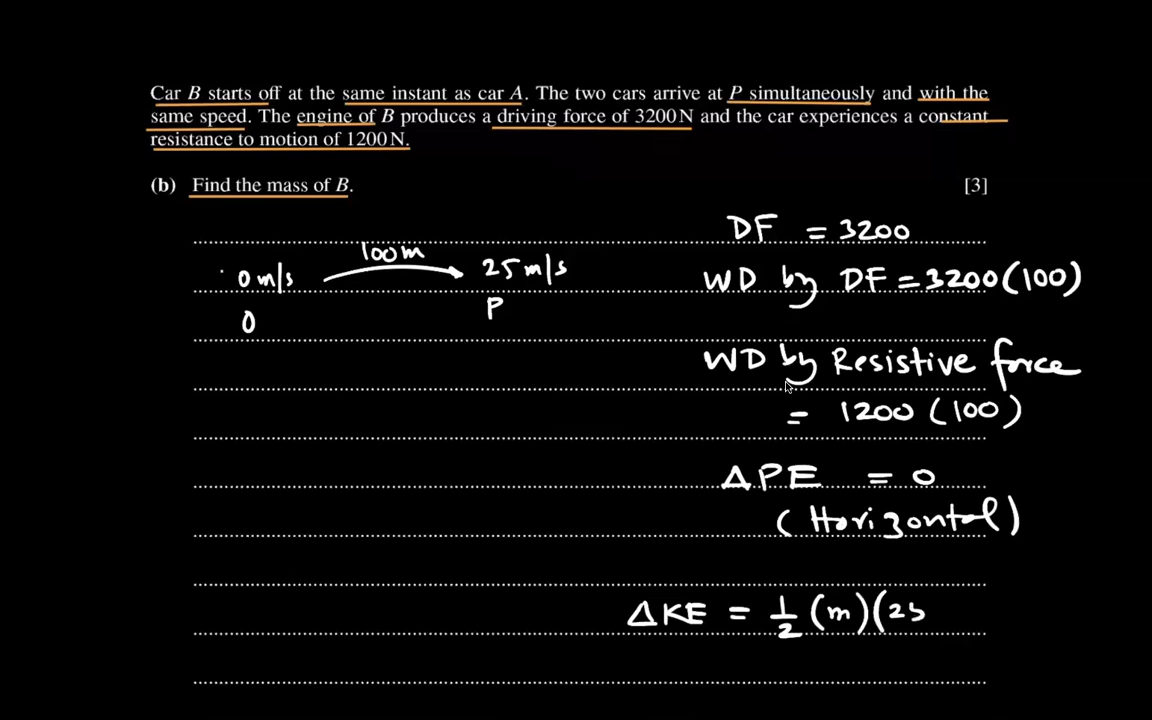 Car B starts off at the same instant as car A. The two cars arrive at P simultaneously and with the
same speed. The engine of B produces a driving force of 3200 N and the car experiences a constant
resistance to motion of 1200 N.
(b) Find the mass of B. [3]
DF = 3200
100m
0 m/s 25 m/s
WD by DF = 3200(100)
P
0
WD by Resistive force
= 1200 (100)
ΔPE = 0
(Horizontal)
ΔKE = 1/2 (m)(25